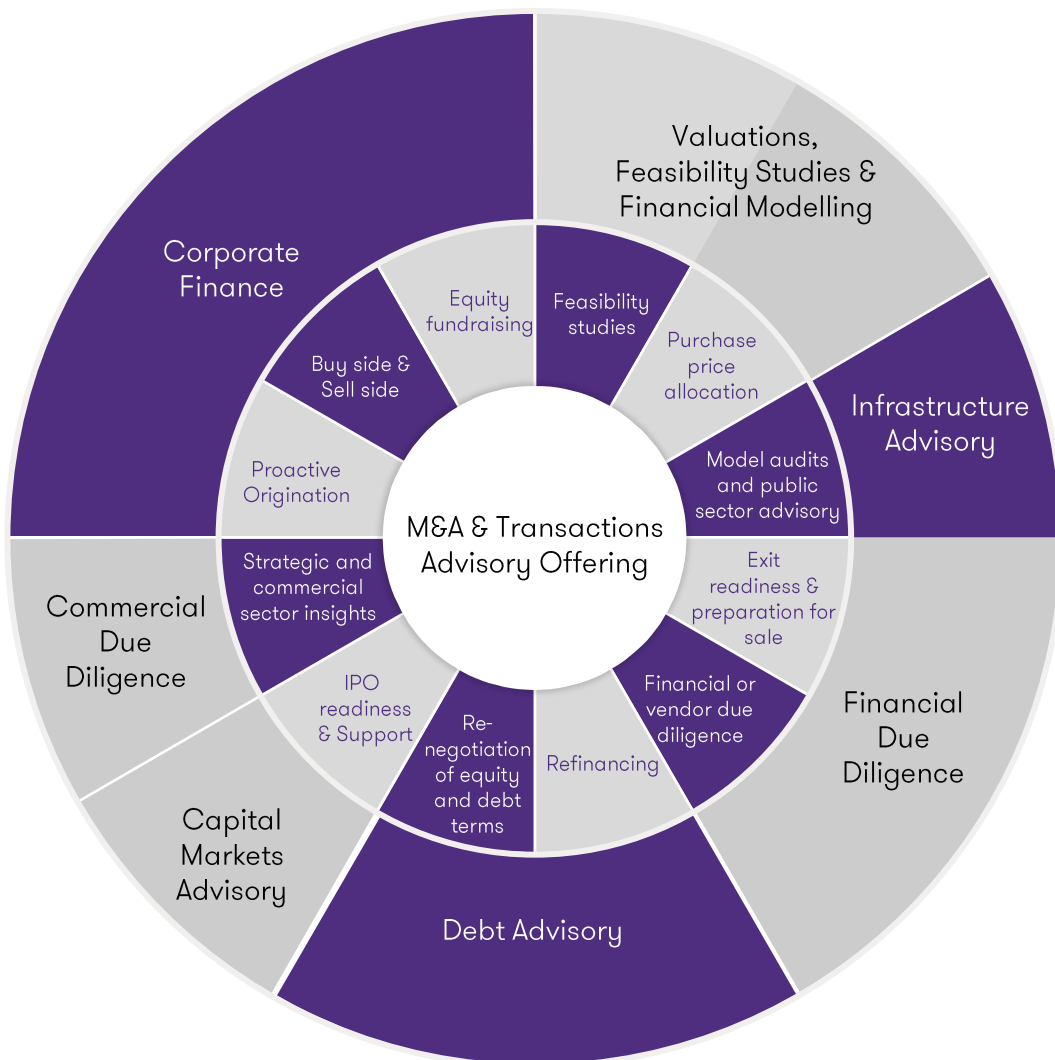 Valuations,
Feasibility Studies &
Financial Modelling
Infrastructure
Advisory
Financial
Due
Diligence
Debt Advisory
Capital
Markets
Advisory
Commercial
Due
Diligence
Corporate
Finance
Feasibility
studies
Purchase
price
allocation
Model audits
and public
sector advisory
Exit
readiness &
preparation for
sale
Financial or
vendor due
diligence
Refinancing
Re-
negotiation
of equity
and debt
terms
IPO
readiness
& Support
Strategic and
commercial
sector insights
Proactive
Origination
Buy side &
Sell side
Equity
fundraising
M&A & Transactions
Advisory Offering